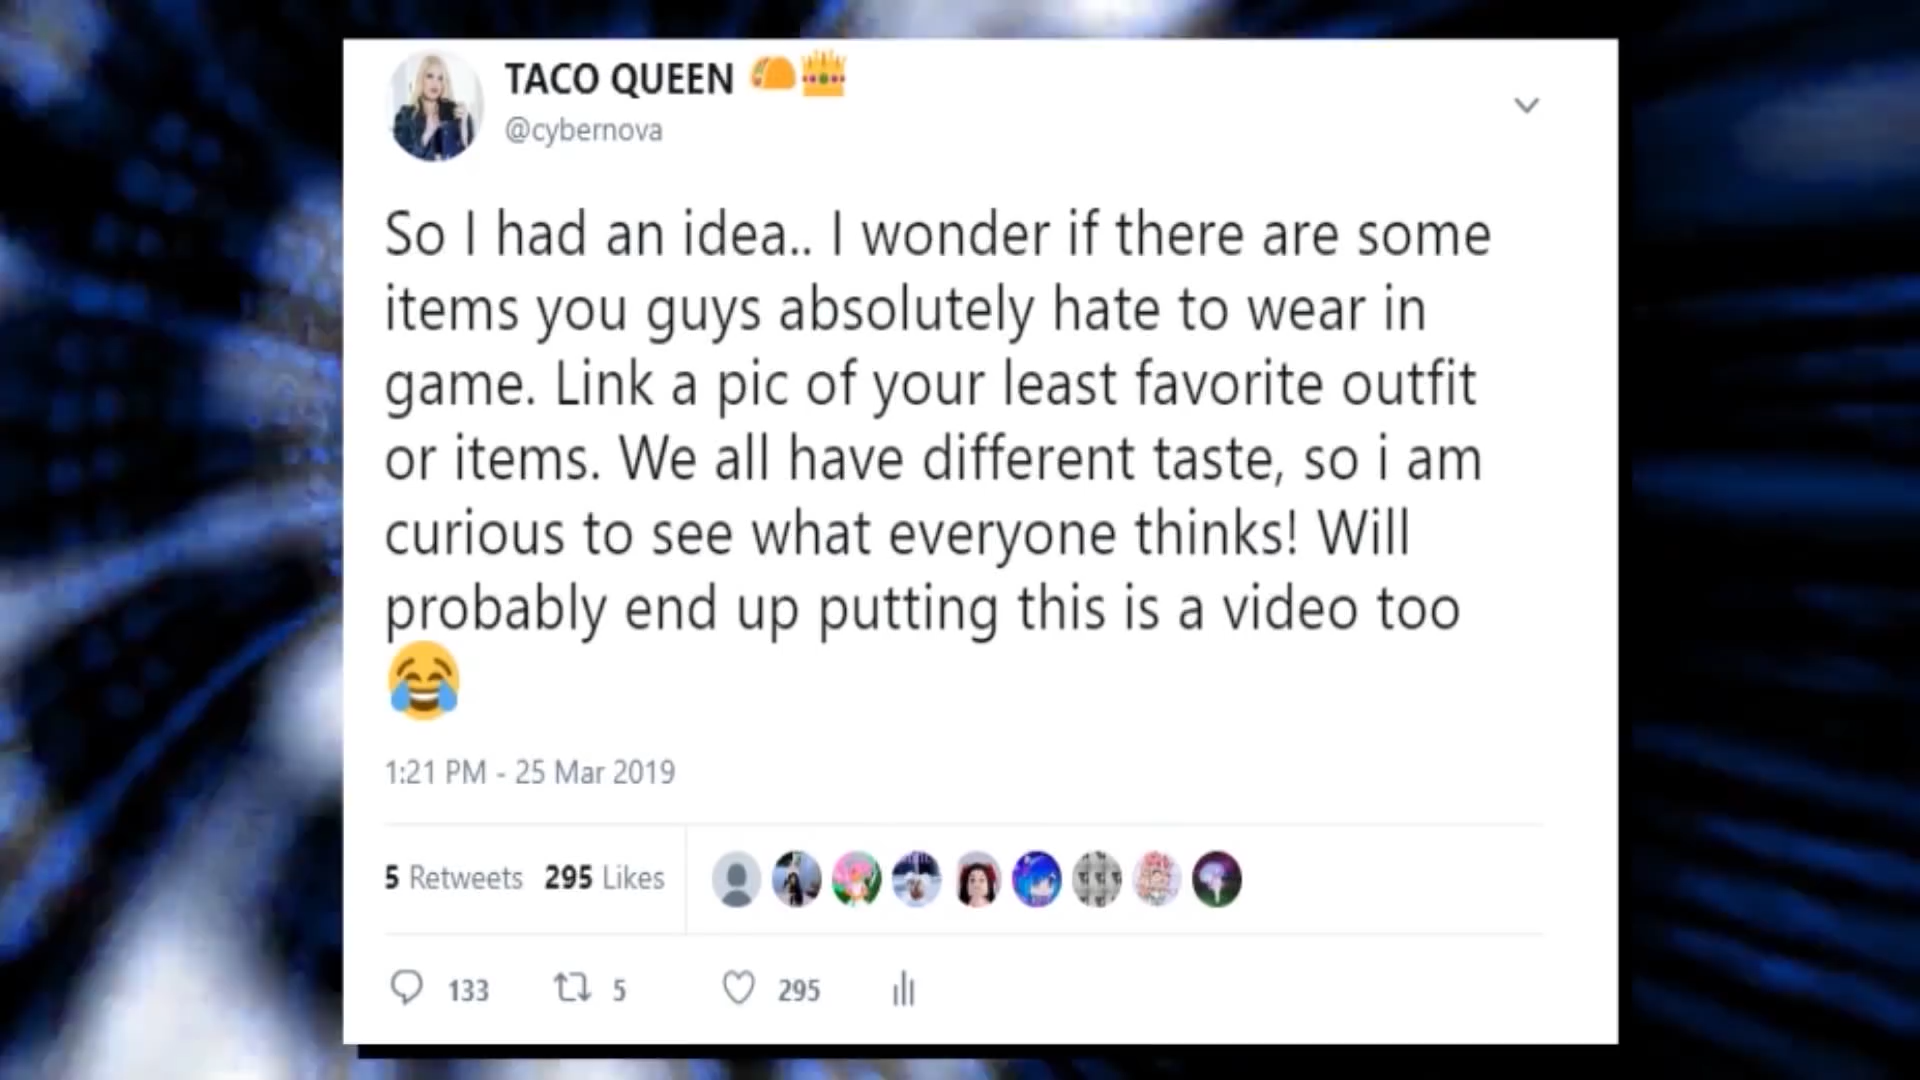 TACO QUEEN 🌮👑
@cybernova
So I had an idea.. I wonder if there are some
items you guys absolutely hate to wear in
game. Link a pic of your least favorite outfit
or items. We all have different taste, so i am
curious to see what everyone thinks! Will
probably end up putting this is a video too
😂
1:21 PM - 25 Mar 2019
5 Retweets 295 Likes
133 5 295